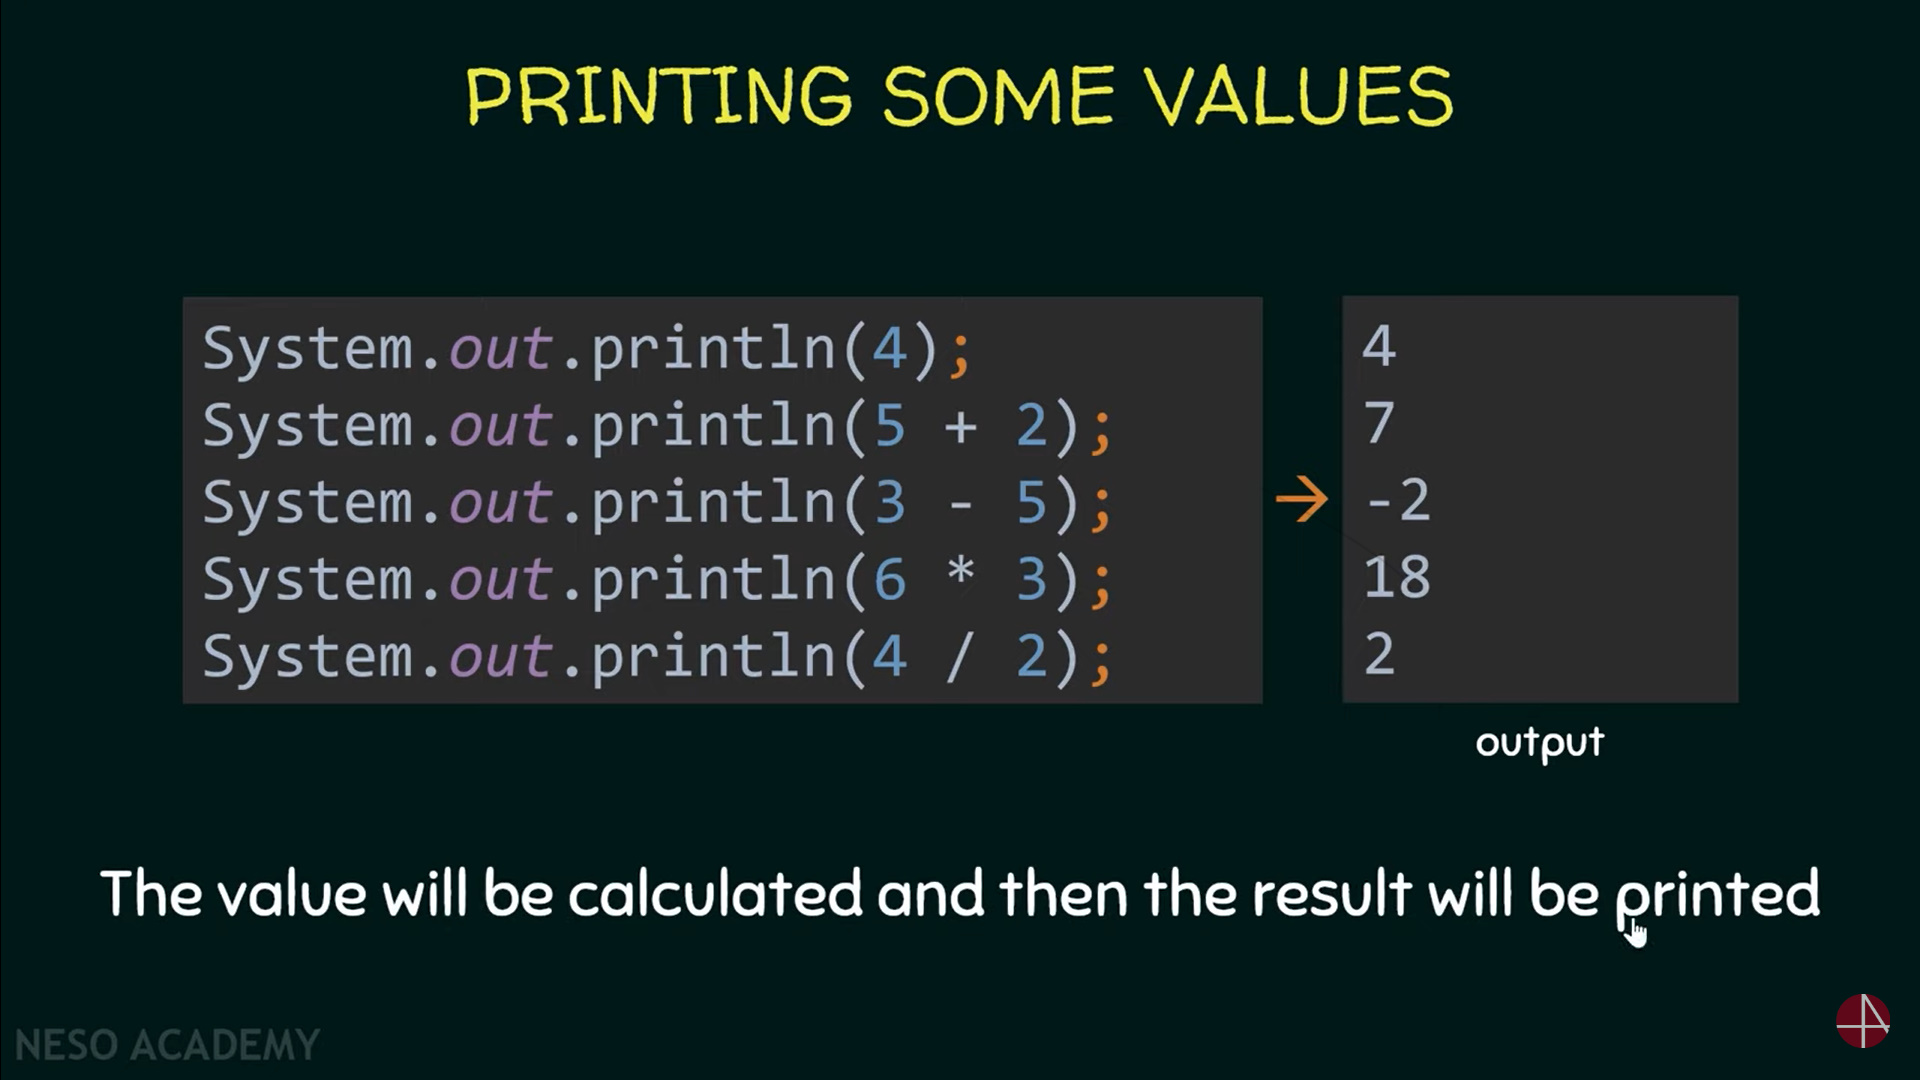 PRINTING SOME VALUES
System.out.println(4);
System.out.println(5 + 2);
System.out.println(3 - 5);
System.out.println(6 * 3);
System.out.println(4 / 2);
4
7
-2
18
2
output
The value will be calculated and then the result will be printed
NESO ACADEMY